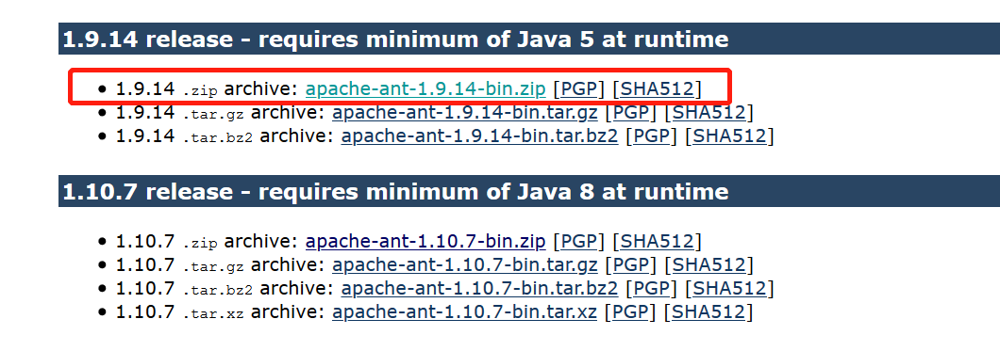 1.9.14 release - requires minimum of Java 5 at runtime
1.9.14 .zip archive: apache-ant-1.9.14-bin.zip [PGP] [SHA512]
1.9.14 .tar.gz archive: apache-ant-1.9.14-bin.tar.gz [PGP] [SHA512]
1.9.14 .tar.bz2 archive: apache-ant-1.9.14-bin.tar.bz2 [PGP] [SHA512]
1.10.7 release - requires minimum of Java 8 at runtime
1.10.7 .zip archive: apache-ant-1.10.7-bin.zip [PGP] [SHA512]
1.10.7 .tar.gz archive: apache-ant-1.10.7-bin.tar.gz [PGP] [SHA512]
1.10.7 .tar.bz2 archive: apache-ant-1.10.7-bin.tar.bz2 [PGP] [SHA512]
1.10.7 .tar.xz archive: apache-ant-1.10.7-bin.tar.xz [PGP] [SHA512]